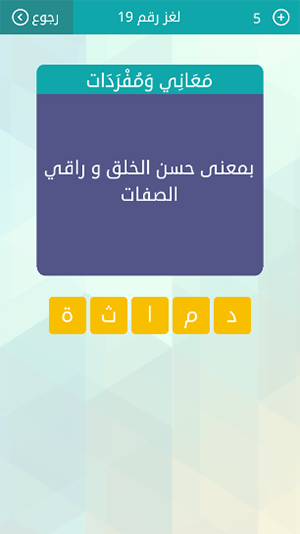 رجوع لغز رقم 19 5
مَعَانِي وَمُفْرَدَات
بمعنى حسن الخلق و راقي
الصفات
د م ا ث ة